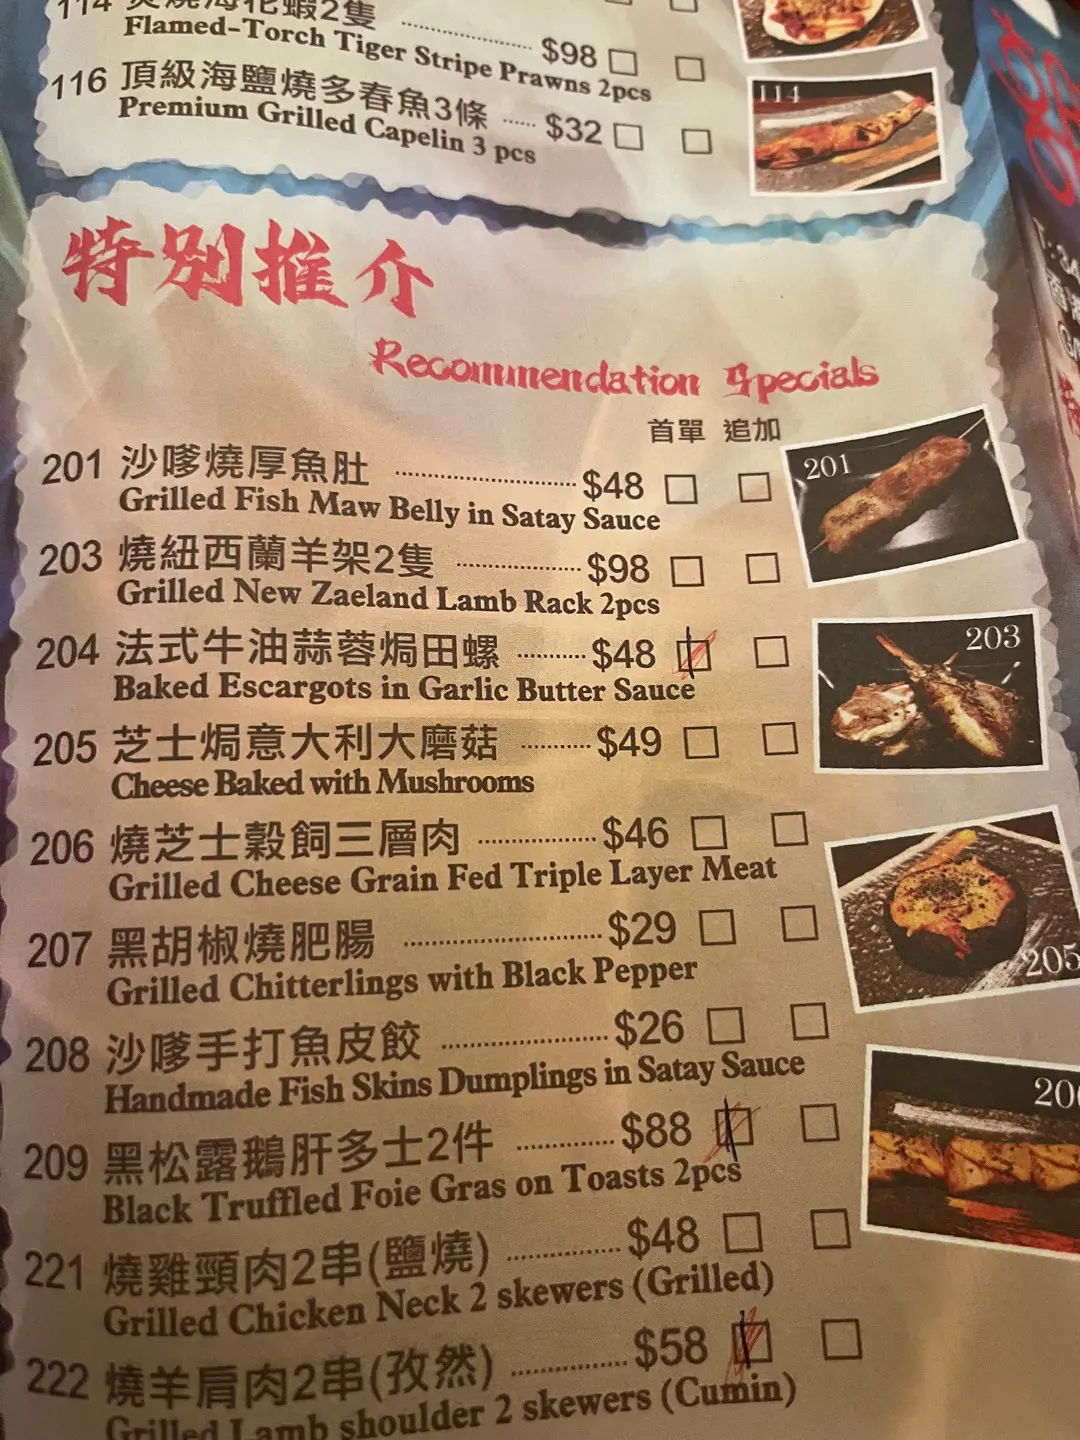 114 炙燒海花蝦2隻 $98
Flamed-Torch Tiger Stripe Prawns 2pcs
116 頂級海鹽燒多春魚3條 $32
Premium Grilled Capelin 3 pcs
114
特別推介
Recommendation Specials
首單 追加
201 沙嗲燒厚魚肚 $48
Grilled Fish Maw Belly in Satay Sauce
201
203 燒紐西蘭羊架2隻 $98
Grilled New Zaeland Lamb Rack 2pcs
204 法式牛油蒜蓉焗田螺 $48
Baked Escargots in Garlic Butter Sauce
203
205 芝士焗意大利大磨菇 $49
Cheese Baked with Mushrooms
206 燒芝士穀飼三層肉 $46
Grilled Cheese Grain Fed Triple Layer Meat
207 黑胡椒燒肥腸 $29
Grilled Chitterlings with Black Pepper
205
208 沙嗲手打魚皮餃 $26
Handmade Fish Skins Dumplings in Satay Sauce
209 黑松露鵝肝多士2件 $88
Black Truffled Foie Gras on Toasts 2pcs
221 燒雞頸肉2串(鹽燒) $48
Grilled Chicken Neck 2 skewers (Grilled)
222 燒羊肩肉2串(孜然) $58
Grilled Lamb shoulder 2 skewers (Cumin)